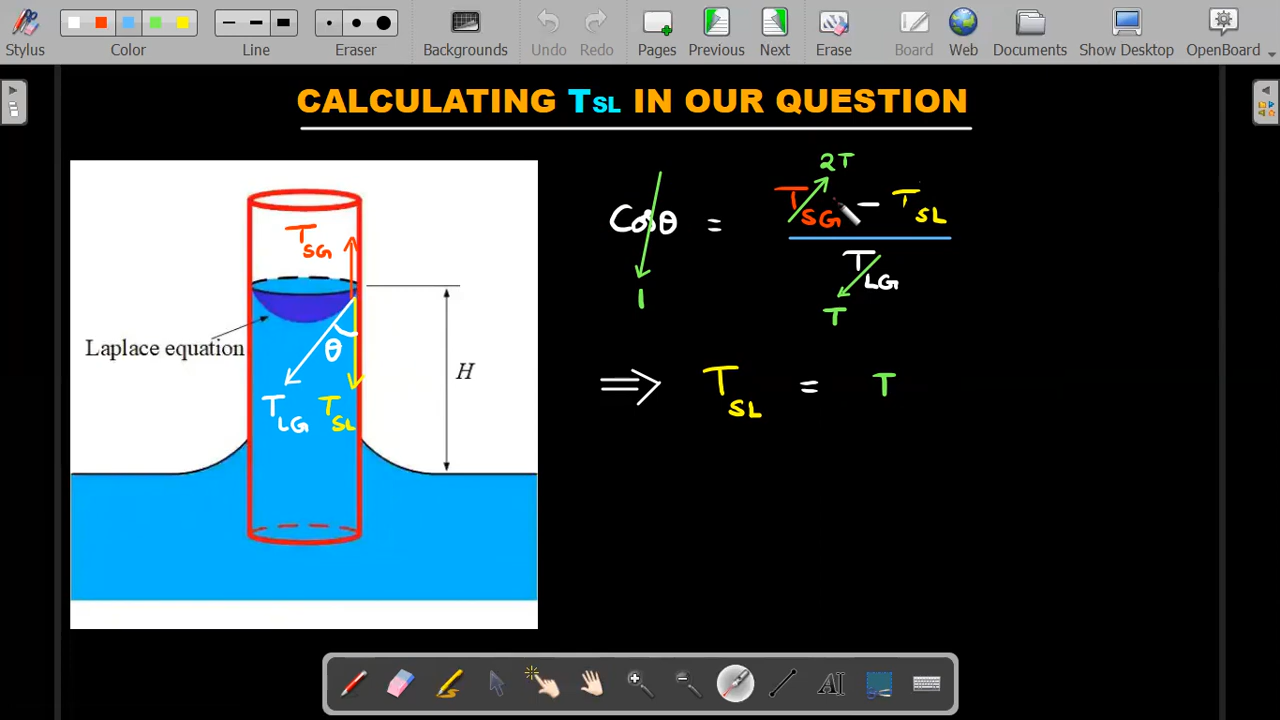 Stylus Color Line Eraser Backgrounds Undo Redo Pages Previous Next Erase Board Web Documents Show Desktop OpenBoard
CALCULATING TSL IN OUR QUESTION
2T
Cosθ = TSG - TSL
TLG
1
T
⇒ TSL = T
TSG
Laplace equation
θ
H
TLG TSL
AI